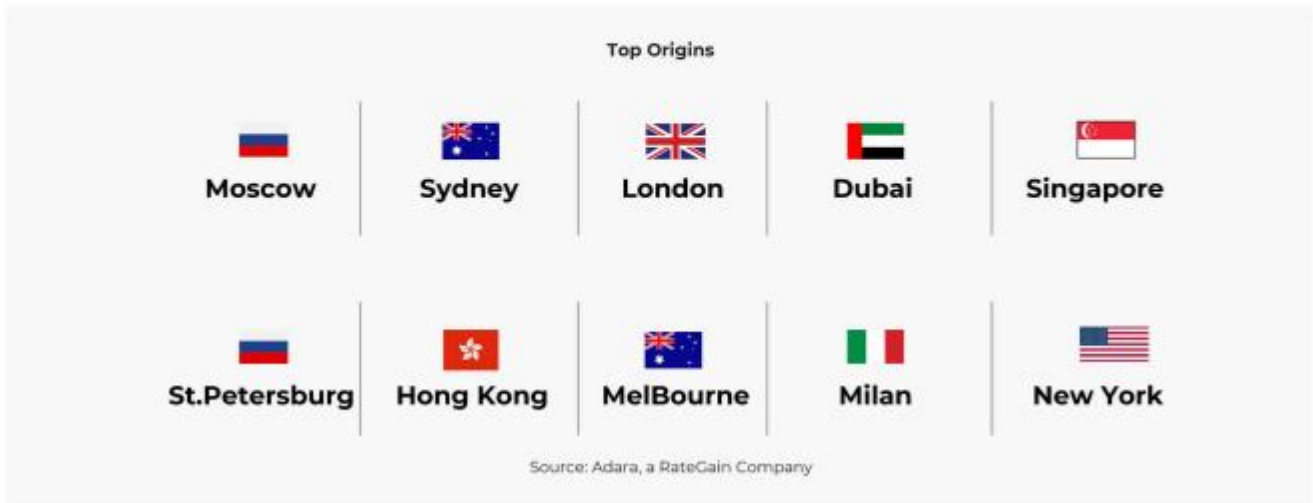 Top Origins
Moscow Sydney London Dubai Singapore
St.Petersburg Hong Kong MelBourne Milan New York
Source: Adara, a RateGain Company